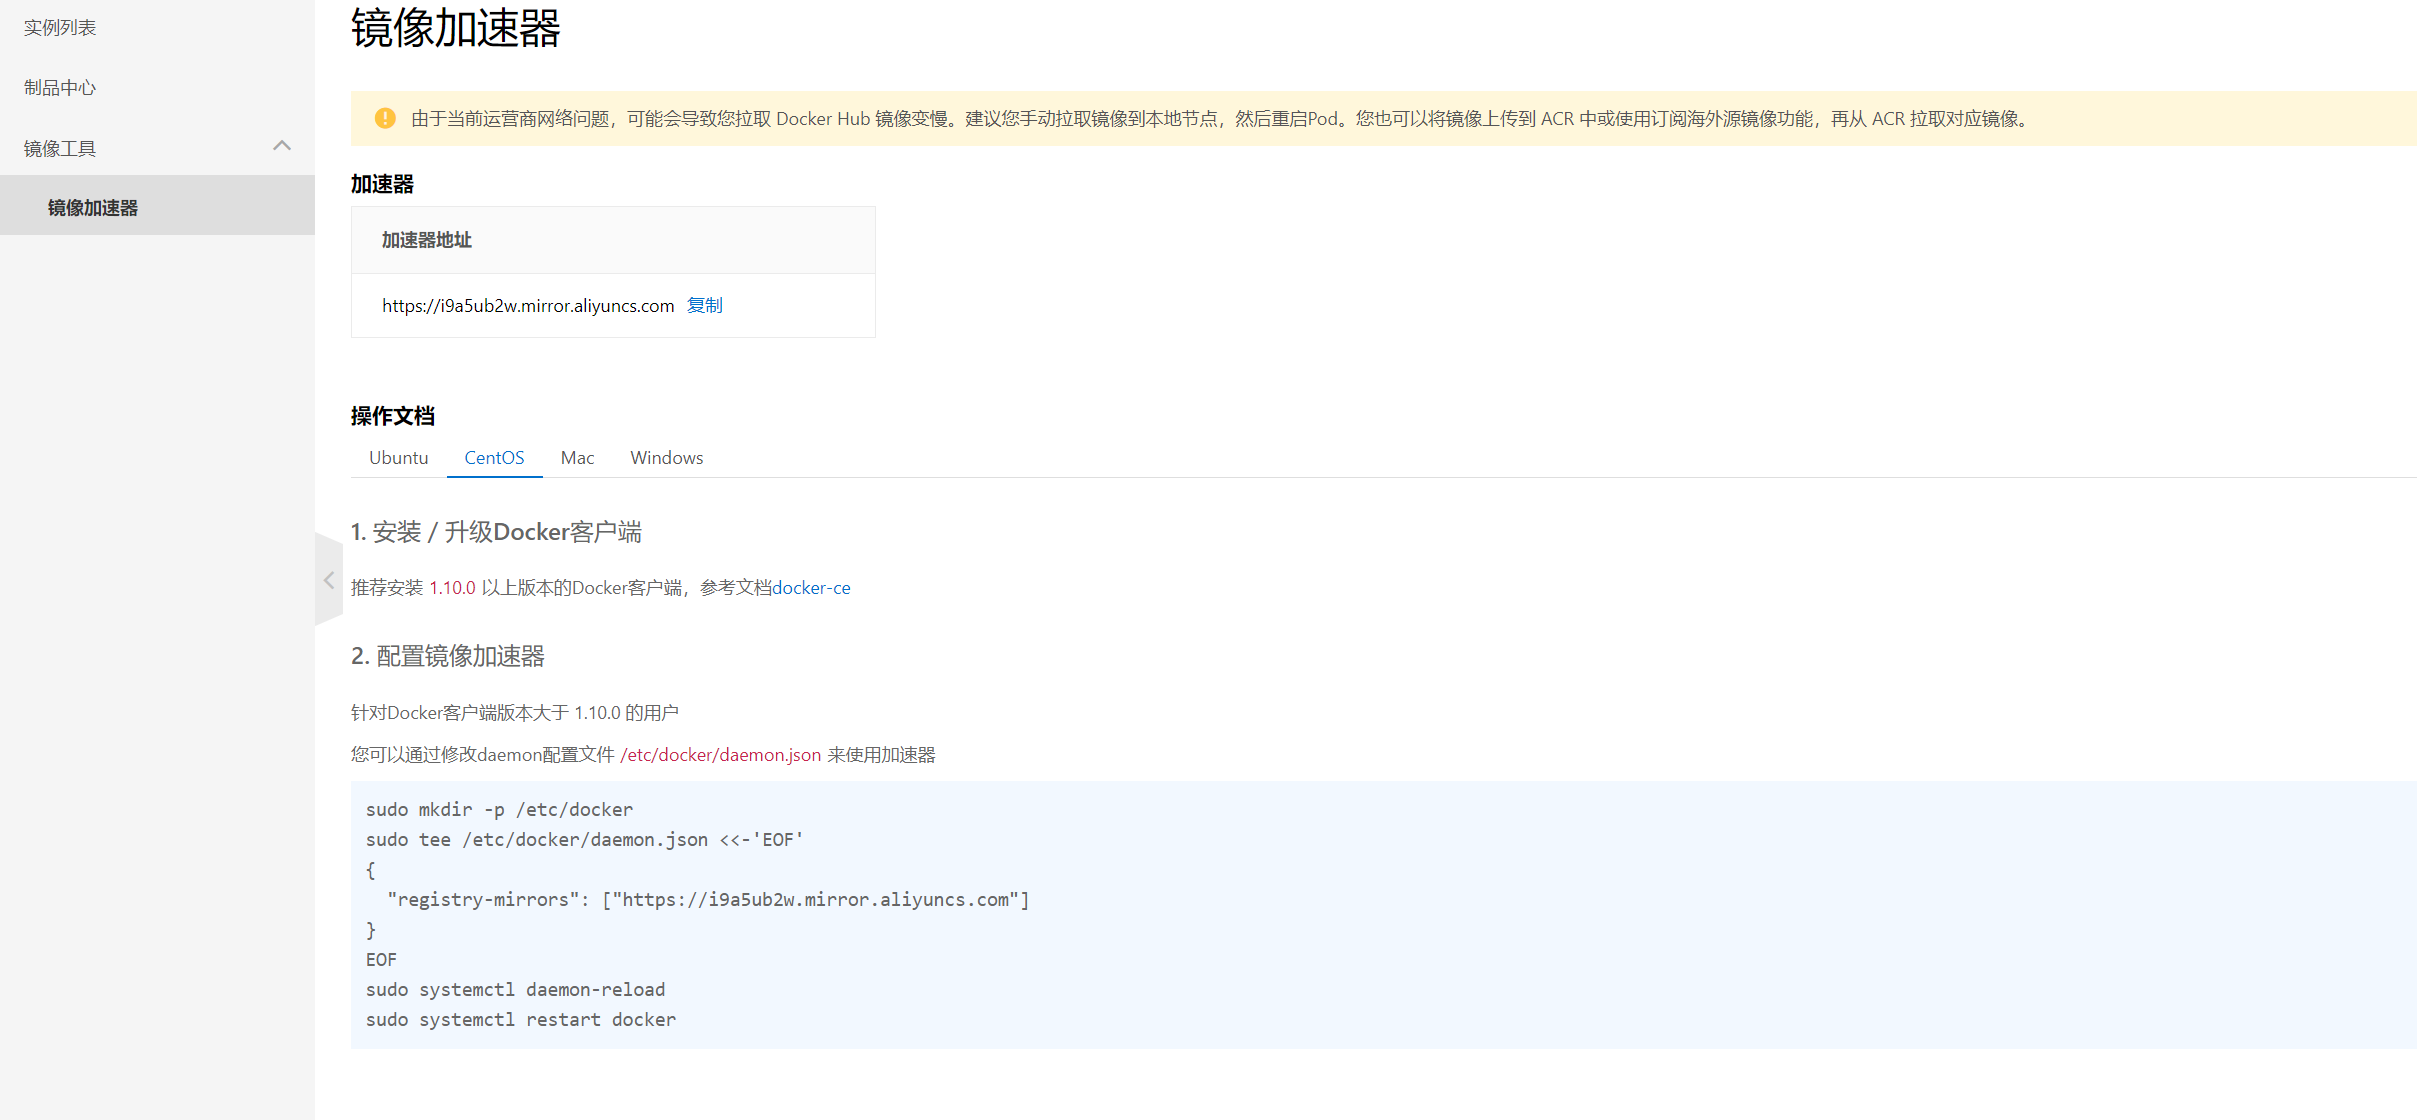 实例列表
制品中心
镜像工具
镜像加速器
镜像加速器
由于当前运营商网络问题，可能会导致您拉取 Docker Hub 镜像变慢。建议您手动拉取镜像到本地节点，然后重启Pod。您也可以将镜像上传到 ACR 中或使用订阅海外源镜像功能，再从 ACR 拉取对应镜像。
加速器
加速器地址
https://i9a5ub2w.mirror.aliyuncs.com 复制
操作文档
Ubuntu CentOS Mac Windows
1. 安装 / 升级Docker客户端
推荐安装 1.10.0 以上版本的Docker客户端，参考文档docker-ce
2. 配置镜像加速器
针对Docker客户端版本大于 1.10.0 的用户
您可以通过修改daemon配置文件 /etc/docker/daemon.json 来使用加速器
sudo mkdir -p /etc/docker
sudo tee /etc/docker/daemon.json <<-'EOF'
{
  "registry-mirrors": ["https://i9a5ub2w.mirror.aliyuncs.com"]
}
EOF
sudo systemctl daemon-reload
sudo systemctl restart docker